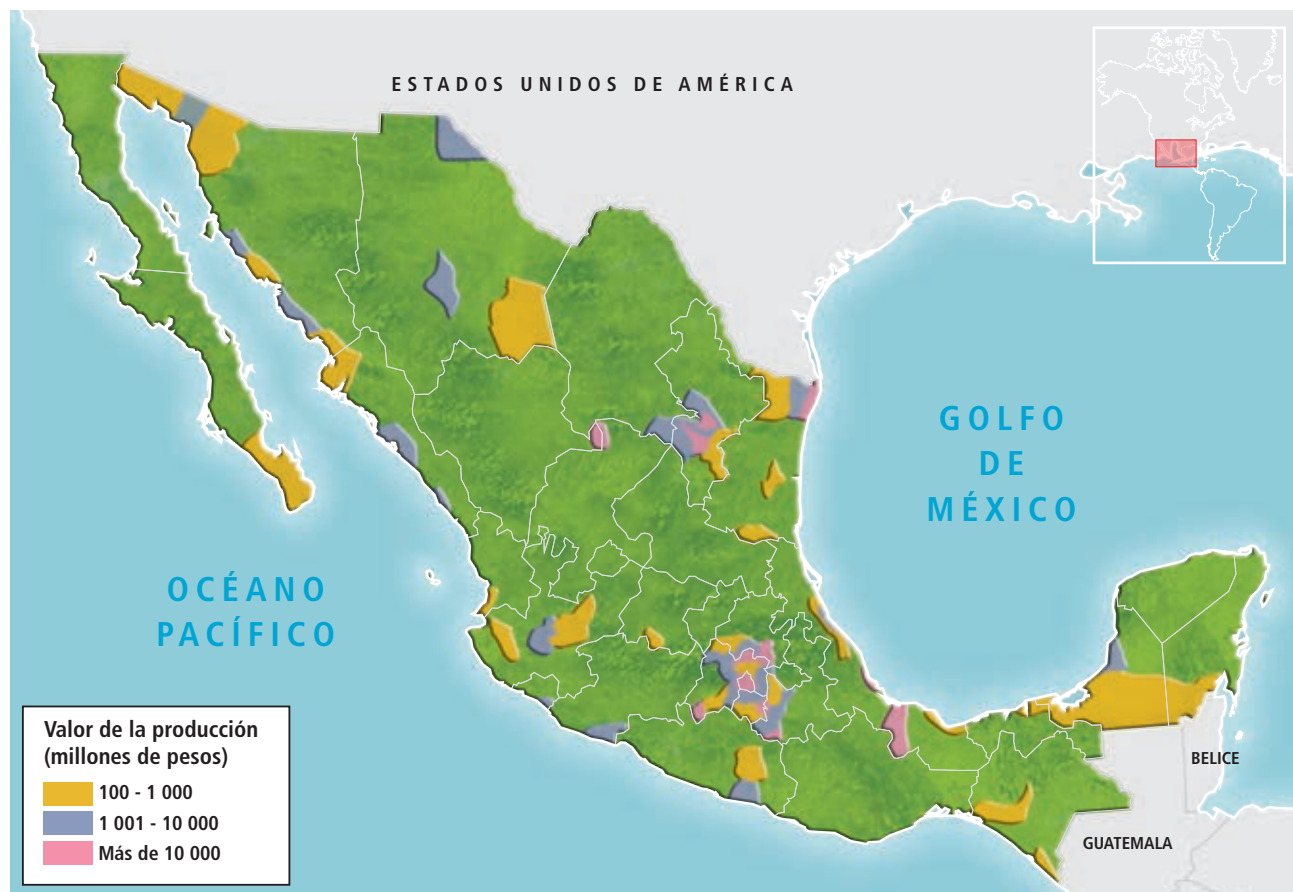 ESTADOS UNIDOS DE AMÉRICA
GOLFO
DE
MÉXICO
OCÉANO
PACÍFICO
BELICE
GUATEMALA
Valor de la producción
(millones de pesos)
100 - 1 000
1 001 - 10 000
Más de 10 000